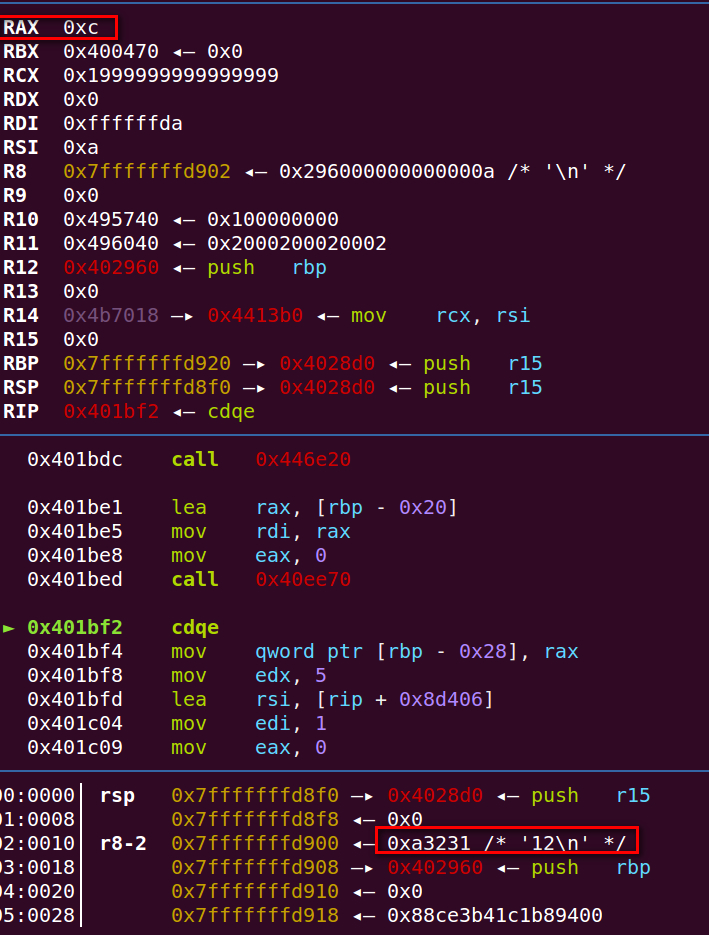 RAX 0xc
RBX 0x400470 ◂— 0x0
RCX 0x1999999999999999
RDX 0x0
RDI 0xffffffda
RSI 0xa
R8 0x7fffffffd902 ◂— 0x296000000000000a /* '\n' */
R9 0x0
R10 0x495740 ◂— 0x100000000
R11 0x496040 ◂— 0x2000200020002
R12 0x402960 ◂— push rbp
R13 0x0
R14 0x4b7018 —▸ 0x4413b0 ◂— mov rcx, rsi
R15 0x0
RBP 0x7fffffffd920 —▸ 0x4028d0 ◂— push r15
RSP 0x7fffffffd8f0 —▸ 0x4028d0 ◂— push r15
RIP 0x401bf2 ◂— cdqe
0x401bdc call 0x446e20
0x401be1 lea rax, [rbp - 0x20]
0x401be5 mov rdi, rax
0x401be8 mov eax, 0
0x401bed call 0x40ee70
► 0x401bf2 cdqe
0x401bf4 mov qword ptr [rbp - 0x28], rax
0x401bf8 mov edx, 5
0x401bfd lea rsi, [rip + 0x8d406]
0x401c04 mov edi, 1
0x401c09 mov eax, 0
00:0000│ rsp 0x7fffffffd8f0 —▸ 0x4028d0 ◂— push r15
01:0008│ 0x7fffffffd8f8 ◂— 0x0
02:0010│ r8-2 0x7fffffffd900 ◂— 0xa3231 /* '12\n' */
03:0018│ 0x7fffffffd908 —▸ 0x402960 ◂— push rbp
04:0020│ 0x7fffffffd910 ◂— 0x0
05:0028│ 0x7fffffffd918 ◂— 0x88ce3b41c1b89400